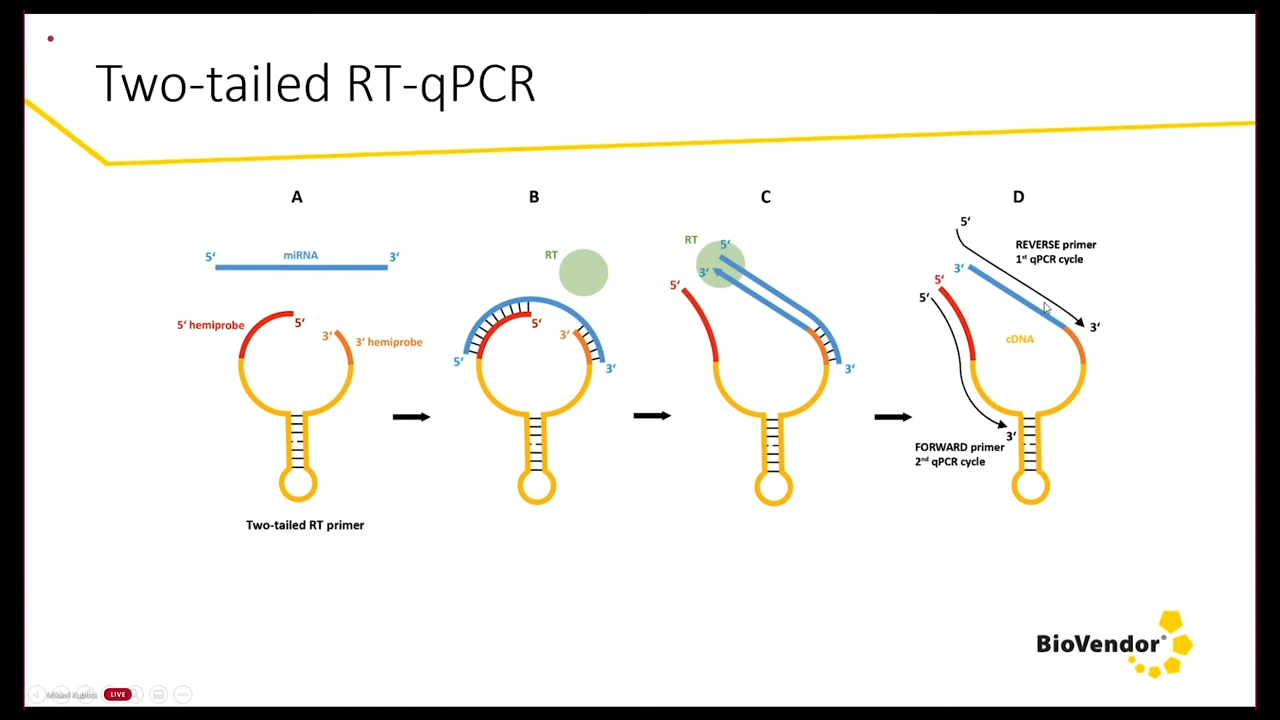 Two-tailed RT-qPCR
A
B
C
D
5‘ miRNA 3‘
5‘ hemiprobe
5‘
3‘
3‘ hemiprobe
Two-tailed RT primer
RT
5‘
3‘
5‘
3‘
RT
5‘
3‘
5‘
3‘
5‘
REVERSE primer
1st qPCR cycle
3‘
5‘
5‘
3‘
cDNA
3‘
FORWARD primer
2nd qPCR cycle
BioVendor®
LIVE